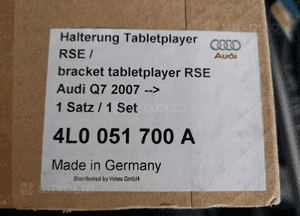 Halterung Tabletplayer
RSE /
bracket tabletplayer RSE
Audi Q7 2007 -->
1 Satz / 1 Set
4L0 051 700 A
Made in Germany
Distributed by Votex GmbH
Audi